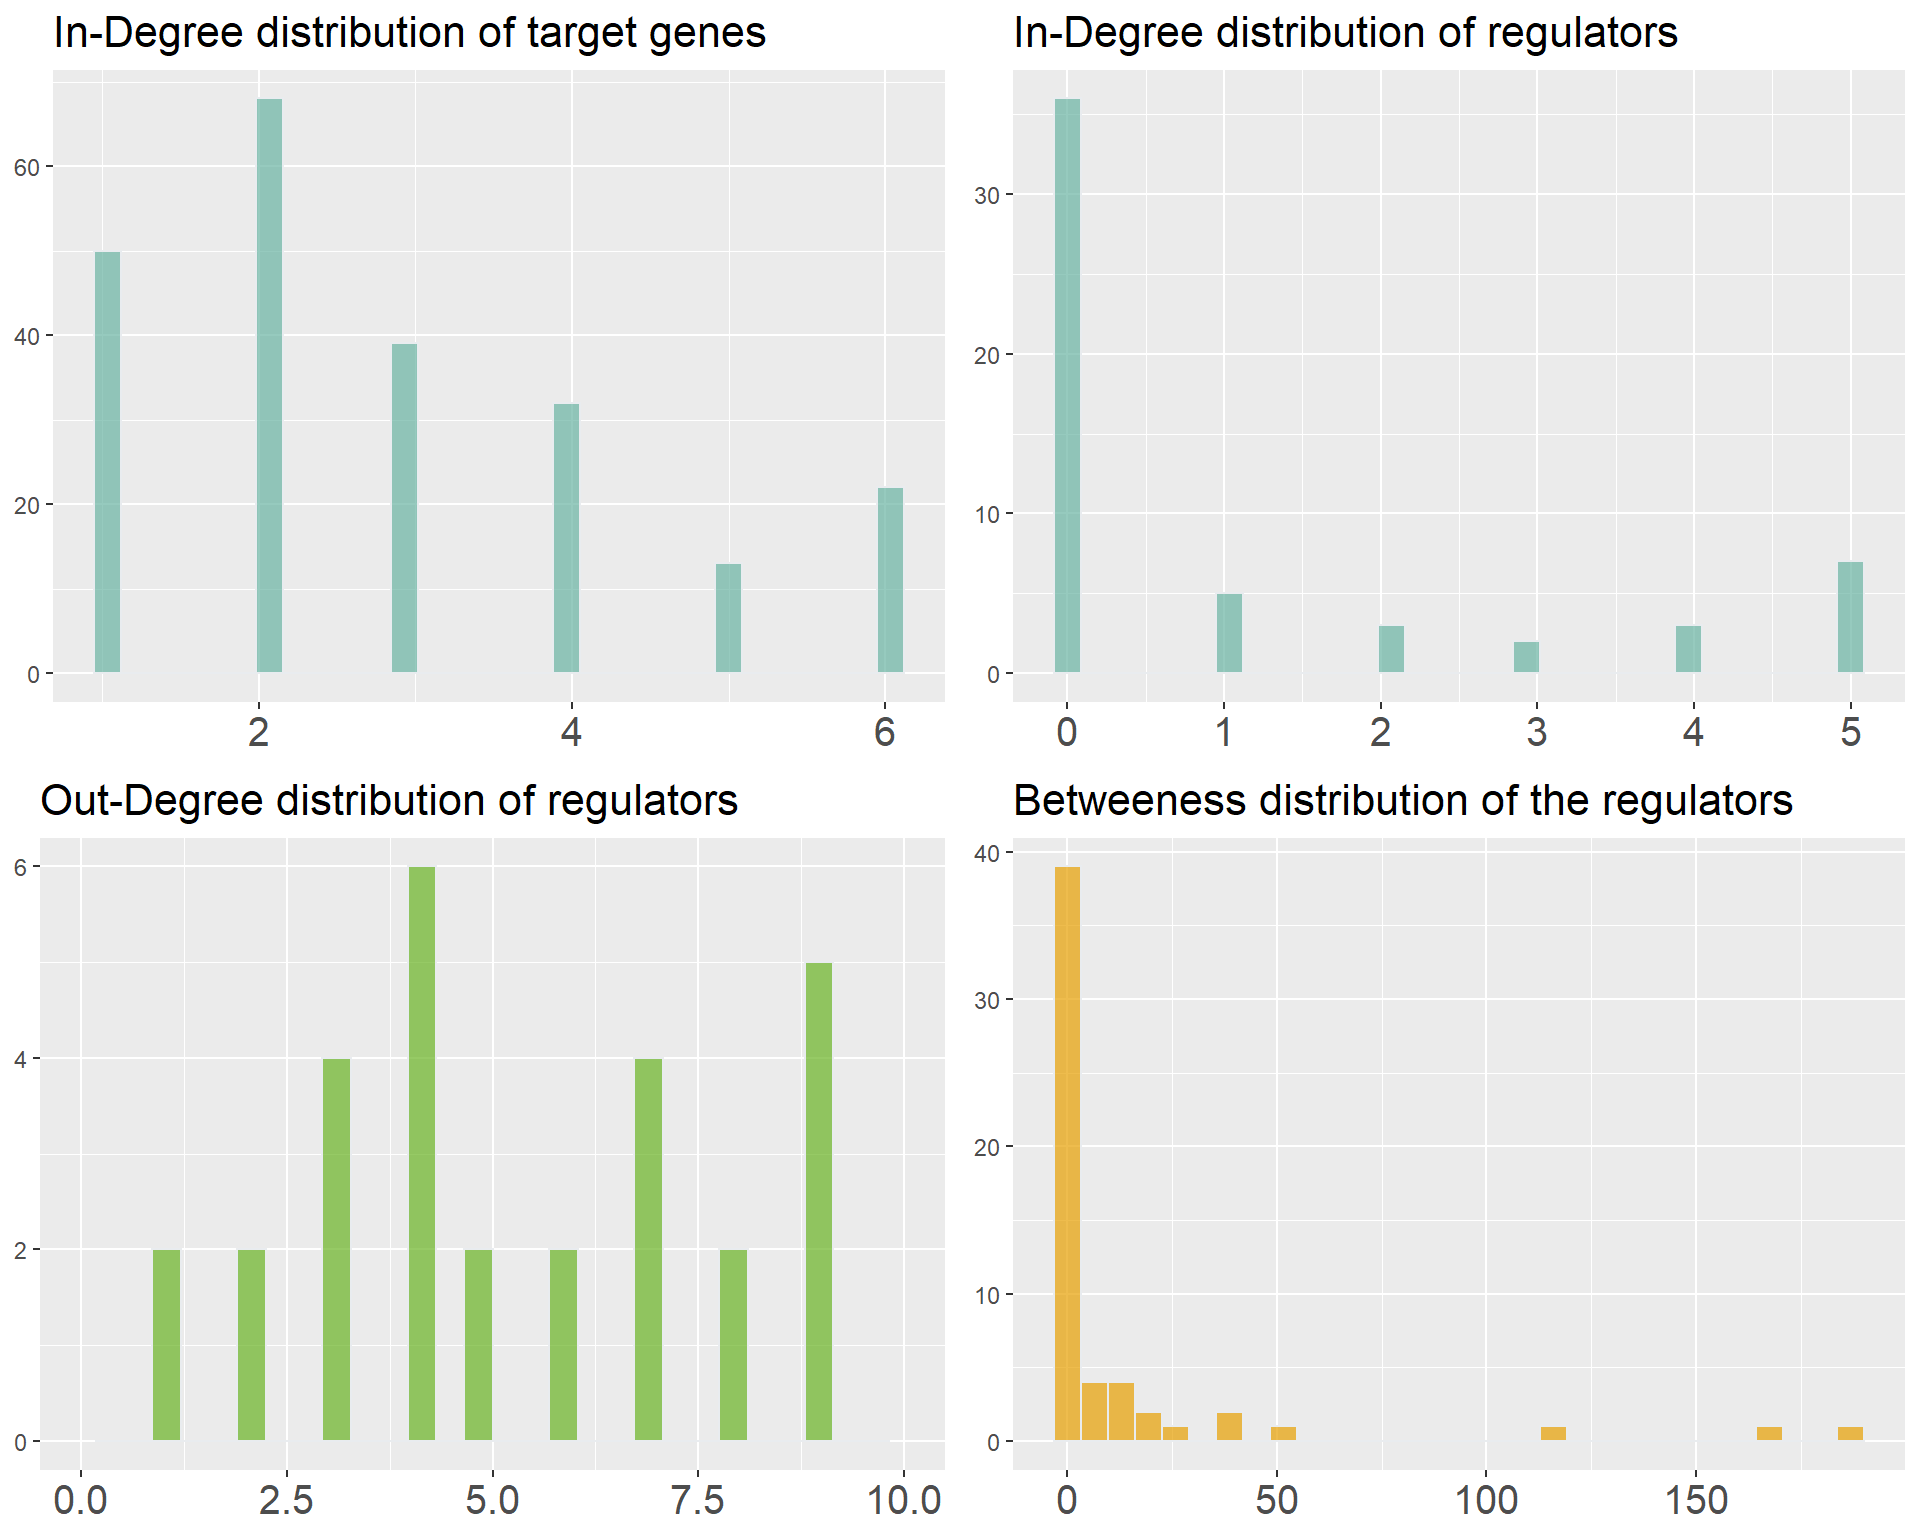 In-Degree distribution of target genes
60
40
20
0
2 4 6
In-Degree distribution of regulators
30
20
10
0
0 1 2 3 4 5
Out-Degree distribution of regulators
6
4
2
0
0.0 2.5 5.0 7.5 10.0
Betweeness distribution of the regulators
40
30
20
10
0
0 50 100 150